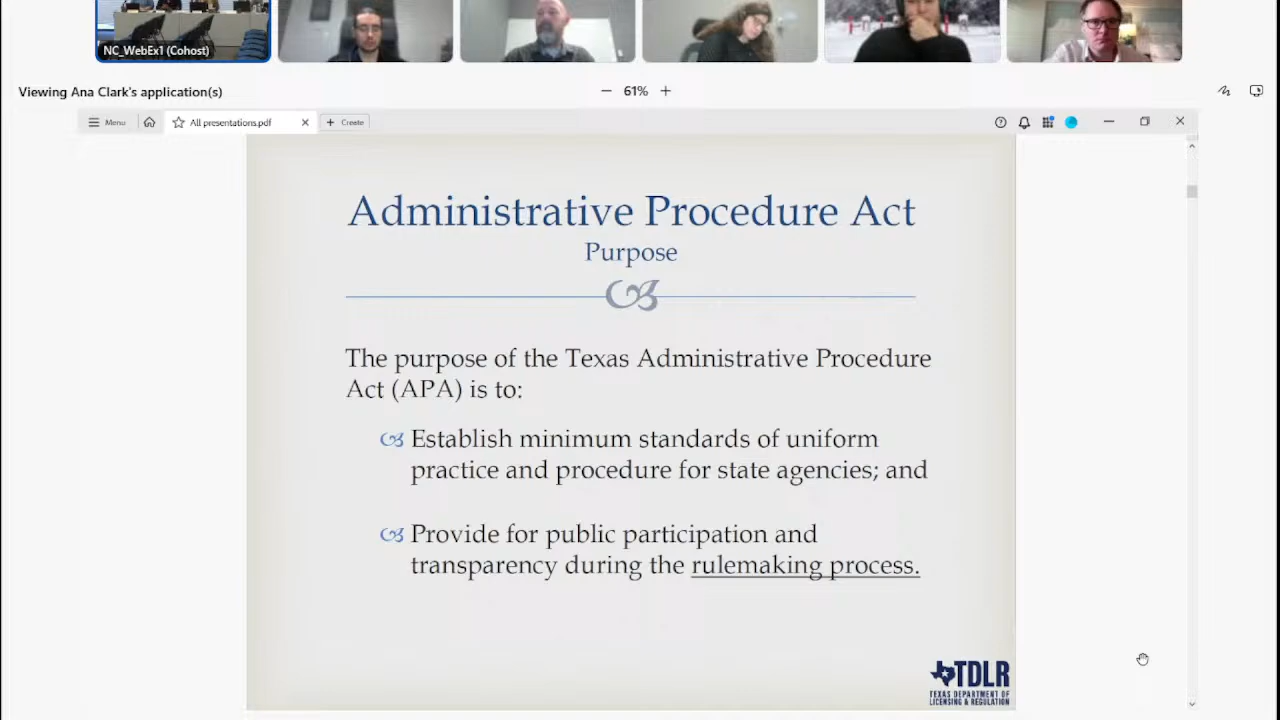 NC_WebEx1 (Cohost)
Viewing Ana Clark's application(s)
61%
Menu
All presentations.pdf
Create
Administrative Procedure Act
Purpose
The purpose of the Texas Administrative Procedure
Act (APA) is to:
Establish minimum standards of uniform
practice and procedure for state agencies; and
Provide for public participation and
transparency during the rulemaking process.
TDLR
TEXAS DEPARTMENT OF
LICENSING & REGULATION